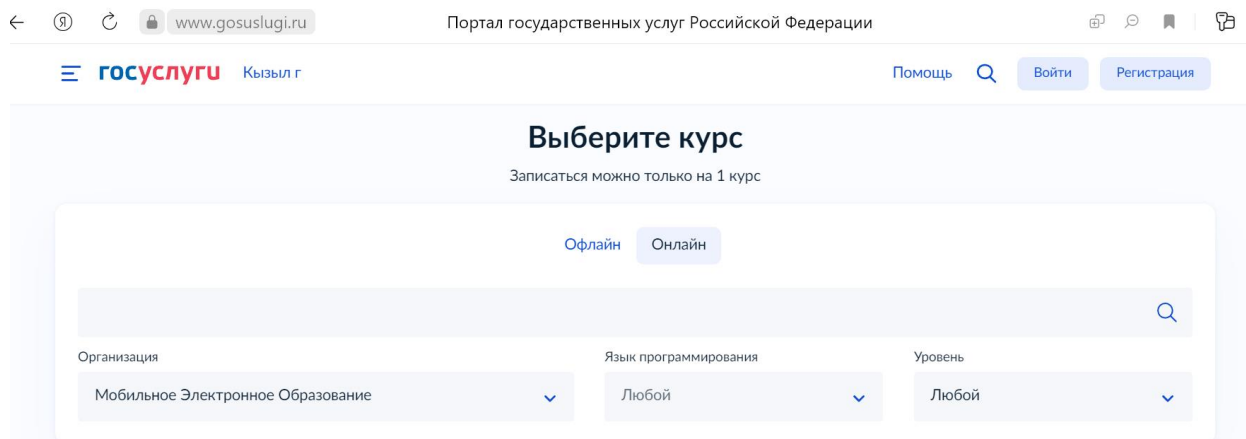 Я www.gosuslugi.ru Портал государственных услуг Российской Федерации
госуслуги Кызыл г Помощь Войти Регистрация
Выберите курс
Записаться можно только на 1 курс
Офлайн Онлайн
Организация Язык программирования Уровень
Мобильное Электронное Образование Любой Любой